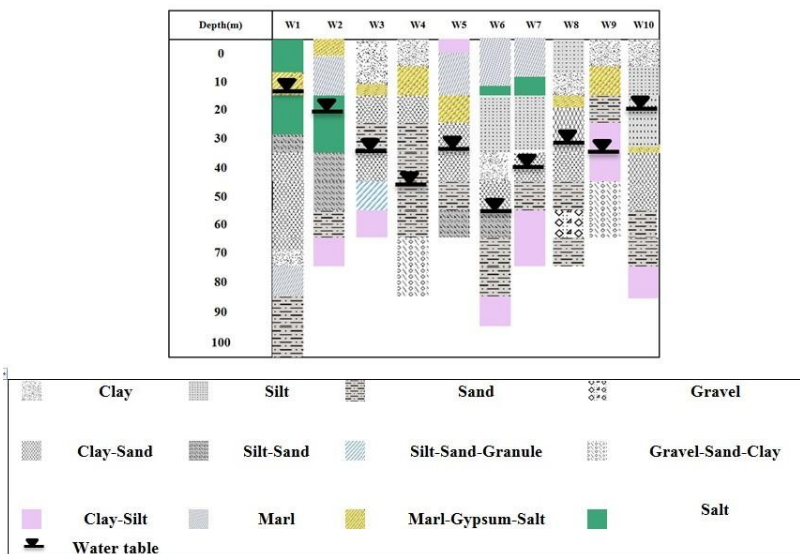 Depth(m) W1 W2 W3 W4 W5 W6 W7 W8 W9 W10
0
10
20
30
40
50
60
70
80
90
100
Clay Silt Sand Gravel
Clay-Sand Silt-Sand Silt-Sand-Granule Gravel-Sand-Clay
Clay-Silt Marl Marl-Gypsum-Salt Salt
Water table